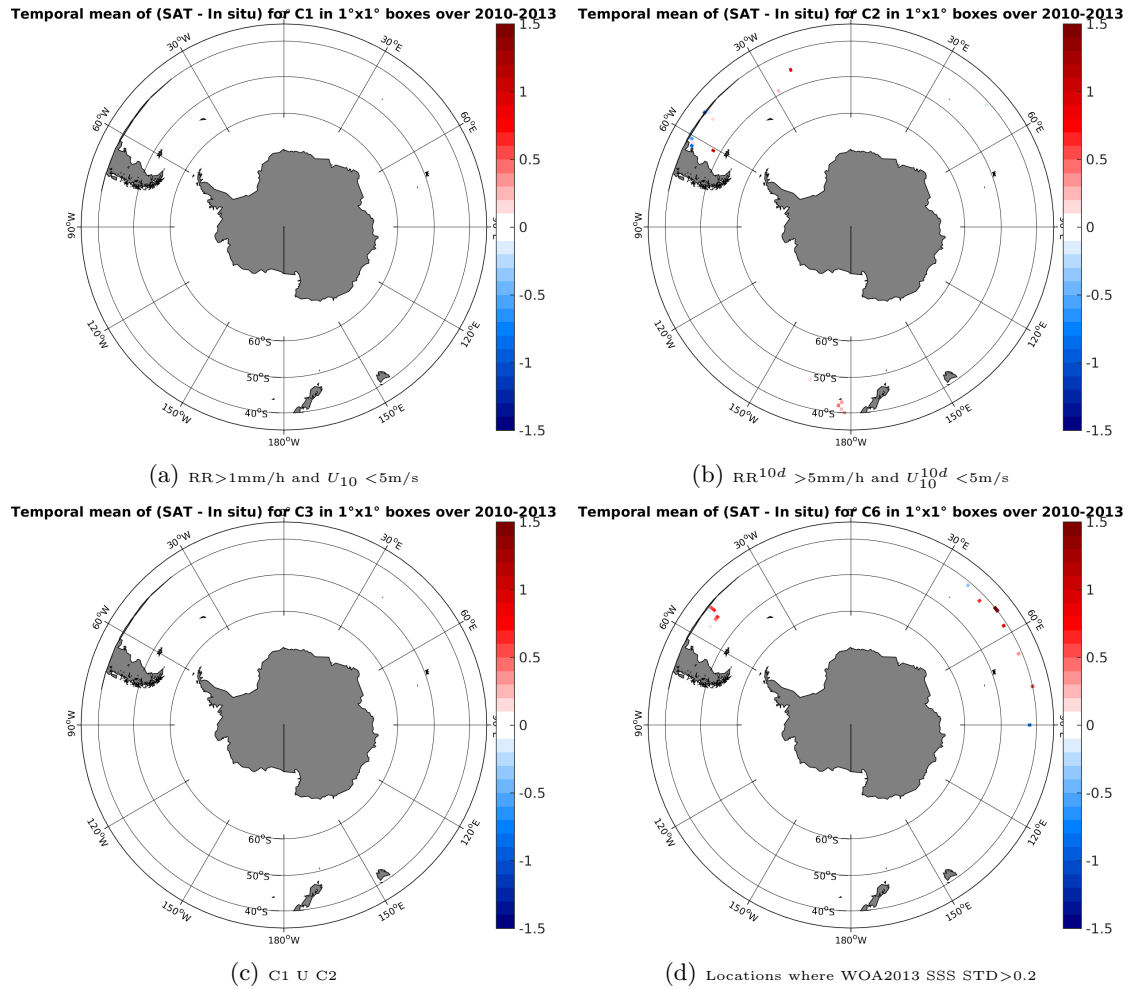 Temporal mean of (SAT - In situ) for C1 in 1°x1° boxes over 2010-2013
30°W
30°E
60°W
90°W
120°E
120°W
60°S
50°S
40°S
150°W
150°E
180°W
1.5
1
0.5
0
-0.5
-1
-1.5
(a) RR>1mm/h and U10 <5m/s
Temporal mean of (SAT - In situ) for C2 in 1°x1° boxes over 2010-2013
30°W
30°E
60°W
60°E
90°W
120°E
120°W
60°S
50°S
40°S
150°W
150°E
180°W
1.5
1
0.5
0
-0.5
-1
-1.5
(b) RR10d >5mm/h and U10d10 <5m/s
Temporal mean of (SAT - In situ) for C3 in 1°x1° boxes over 2010-2013
30°W
30°E
60°W
60°E
90°W
120°E
120°W
60°S
50°S
40°S
150°W
150°E
180°W
1.5
1
0.5
0
-0.5
-1
-1.5
(c) C1 U C2
Temporal mean of (SAT - In situ) for C6 in 1°x1° boxes over 2010-2013
30°W
30°E
60°W
60°E
90°W
120°E
120°W
60°S
50°S
40°S
150°W
150°E
180°W
1.5
1
0.5
0
-0.5
-1
-1.5
(d) Locations where WOA2013 SSS STD>0.2